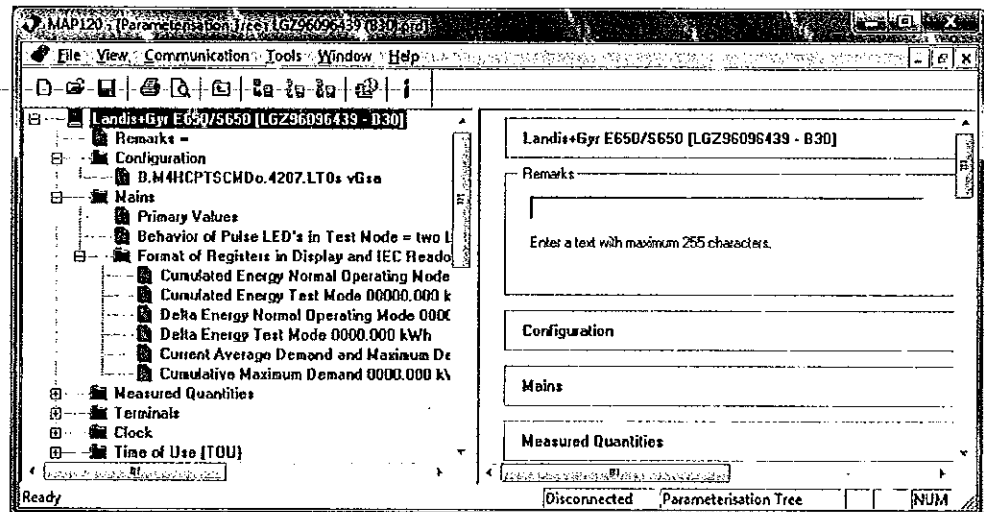 MAP120 - [Parameterisation Tree] LGZ96096439 (B30).ord]
File View Communication Tools Window Help
Landis+Gyr E650/S650 [LGZ96096439 - B30]
Remarks =
Configuration
D.M4HCPTSCMDo.4207.LT0s vGsa
Mains
Primary Values
Behavior of Pulse LED's in Test Mode = two L
Format of Registers in Display and IEC Reado
Cumulated Energy Normal Operating Mode
Cumulated Energy Test Mode 00000.000 k
Delta Energy Normal Operating Mode 000
Delta Energy Test Mode 0000.000 kWh
Current Average Demand and Maximum De
Cumulative Maximum Demand 0000.000 k
Measured Quantities
Terminals
Clock
Time of Use (TOU)
Landis+Gyr E650/S650 [LGZ96096439 - B30]
Remarks
Enter a text with maximum 255 characters.
Configuration
Mains
Measured Quantities
Ready
Disconnected
Parameterisation Tree
NUM